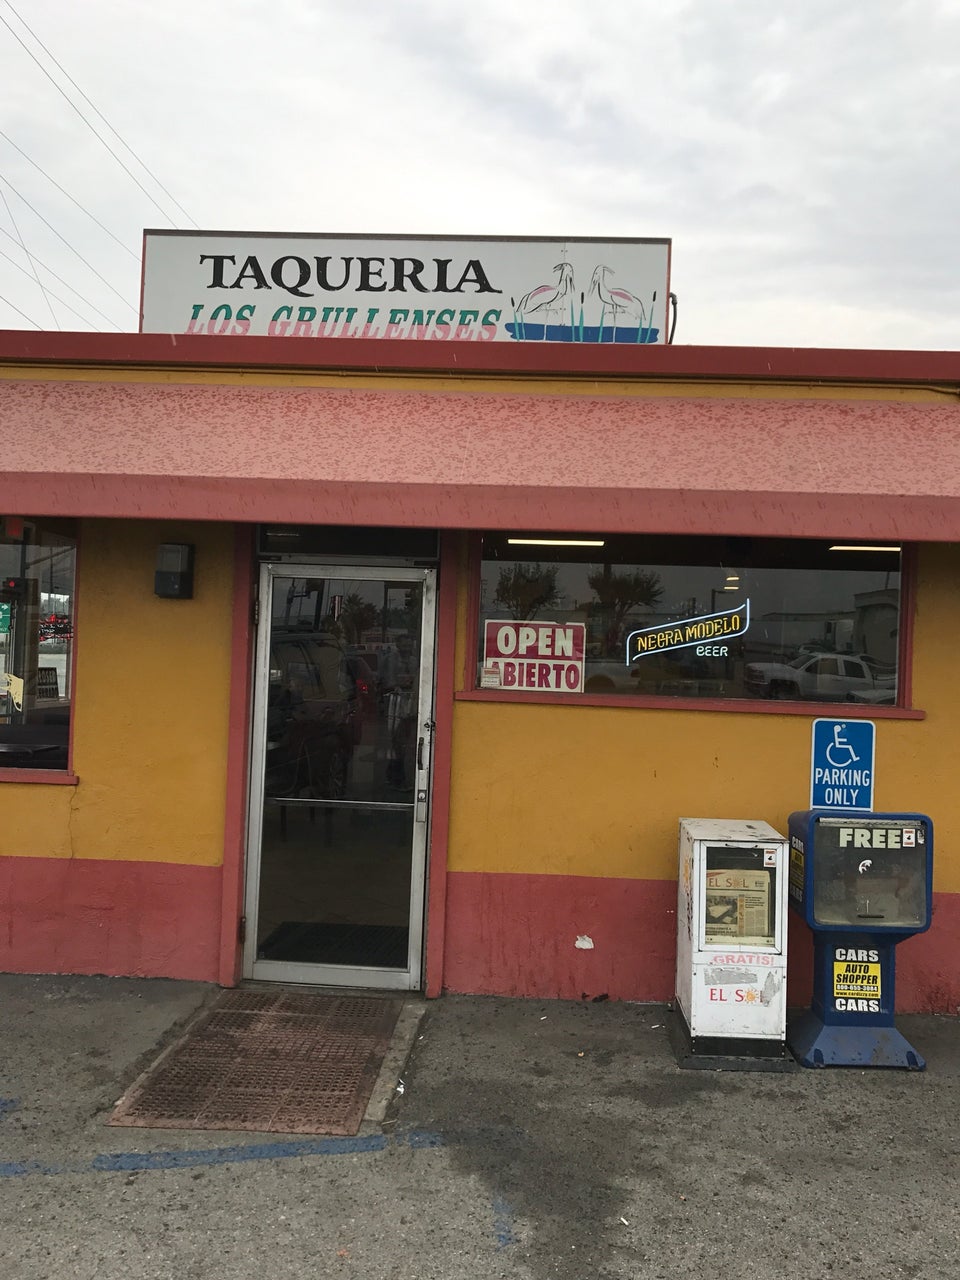 TAQUERIA
LOS GRULLENSES
OPEN
ABIERTO
NEGRA MODELO
BEER
PARKING
ONLY
FREE
EL SOL
¡GRATIS!
EL SOL
CARS
AUTO
SHOPPER
CARS